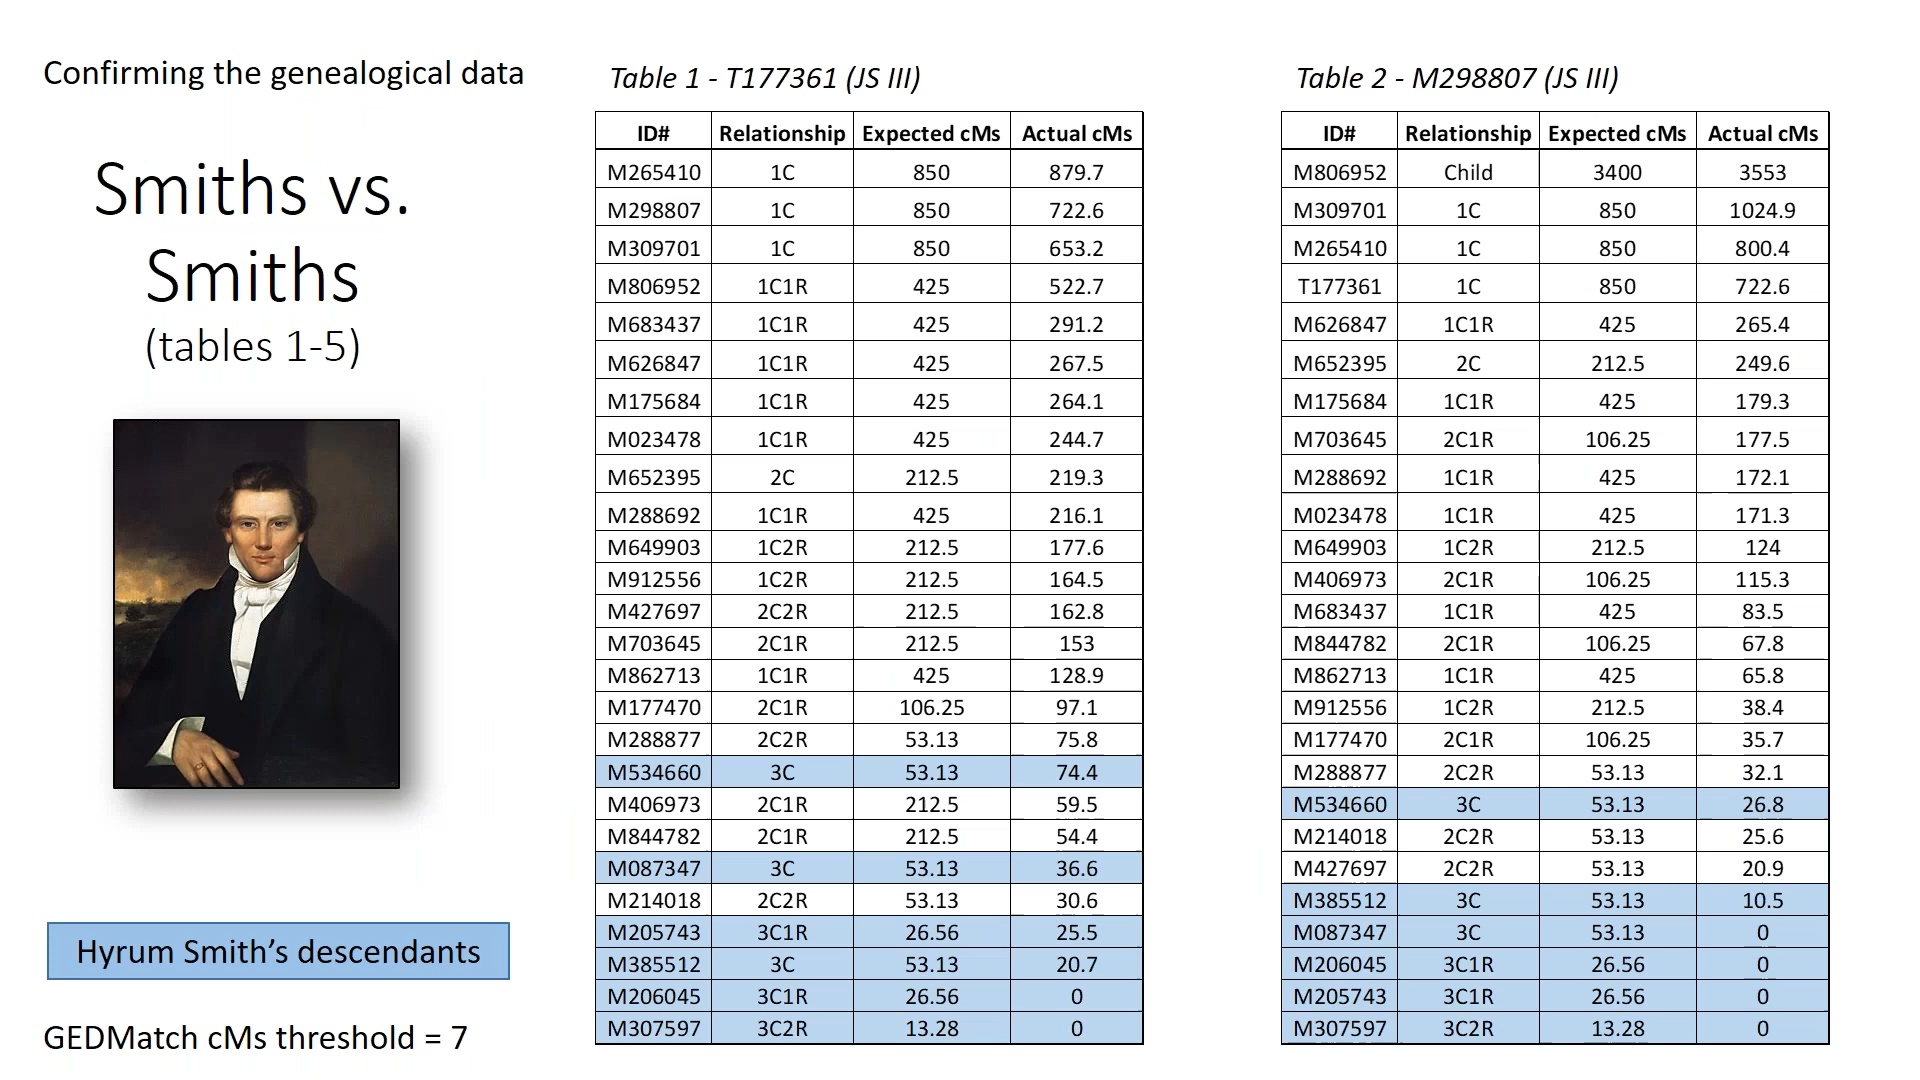 Confirming the genealogical data
Smiths vs.
Smiths
(tables 1-5)
Hyrum Smith’s descendants
GEDMatch cMs threshold = 7
Table 1 - T177361 (JS III)
ID# Relationship Expected cMs Actual cMs
M265410 1C 850 879.7
M298807 1C 850 722.6
M309701 1C 850 653.2
M806952 1C1R 425 522.7
M683437 1C1R 425 291.2
M626847 1C1R 425 267.5
M175684 1C1R 425 264.1
M023478 1C1R 425 244.7
M652395 2C 212.5 219.3
M288692 1C1R 425 216.1
M649903 1C2R 212.5 177.6
M912556 1C2R 212.5 164.5
M427697 2C2R 212.5 162.8
M703645 2C1R 212.5 153
M862713 1C1R 425 128.9
M177470 2C1R 106.25 97.1
M288877 2C2R 53.13 75.8
M534660 3C 53.13 74.4
M406973 2C1R 212.5 59.5
M844782 2C1R 212.5 54.4
M087347 3C 53.13 36.6
M214018 2C2R 53.13 30.6
M205743 3C1R 26.56 25.5
M385512 3C 53.13 20.7
M206045 3C1R 26.56 0
M307597 3C2R 13.28 0
Table 2 - M298807 (JS III)
ID# Relationship Expected cMs Actual cMs
M806952 Child 3400 3553
M309701 1C 850 1024.9
M265410 1C 850 800.4
T177361 1C 850 722.6
M626847 1C1R 425 265.4
M652395 2C 212.5 249.6
M175684 1C1R 425 179.3
M703645 2C1R 106.25 177.5
M288692 1C1R 425 172.1
M023478 1C1R 425 171.3
M649903 1C2R 212.5 124
M406973 2C1R 106.25 115.3
M683437 1C1R 425 83.5
M844782 2C1R 106.25 67.8
M862713 1C1R 425 65.8
M912556 1C2R 212.5 38.4
M177470 2C1R 106.25 35.7
M288877 2C2R 53.13 32.1
M534660 3C 53.13 26.8
M214018 2C2R 53.13 25.6
M427697 2C2R 53.13 20.9
M385512 3C 53.13 10.5
M087347 3C 53.13 0
M206045 3C1R 26.56 0
M205743 3C1R 26.56 0
M307597 3C2R 13.28 0